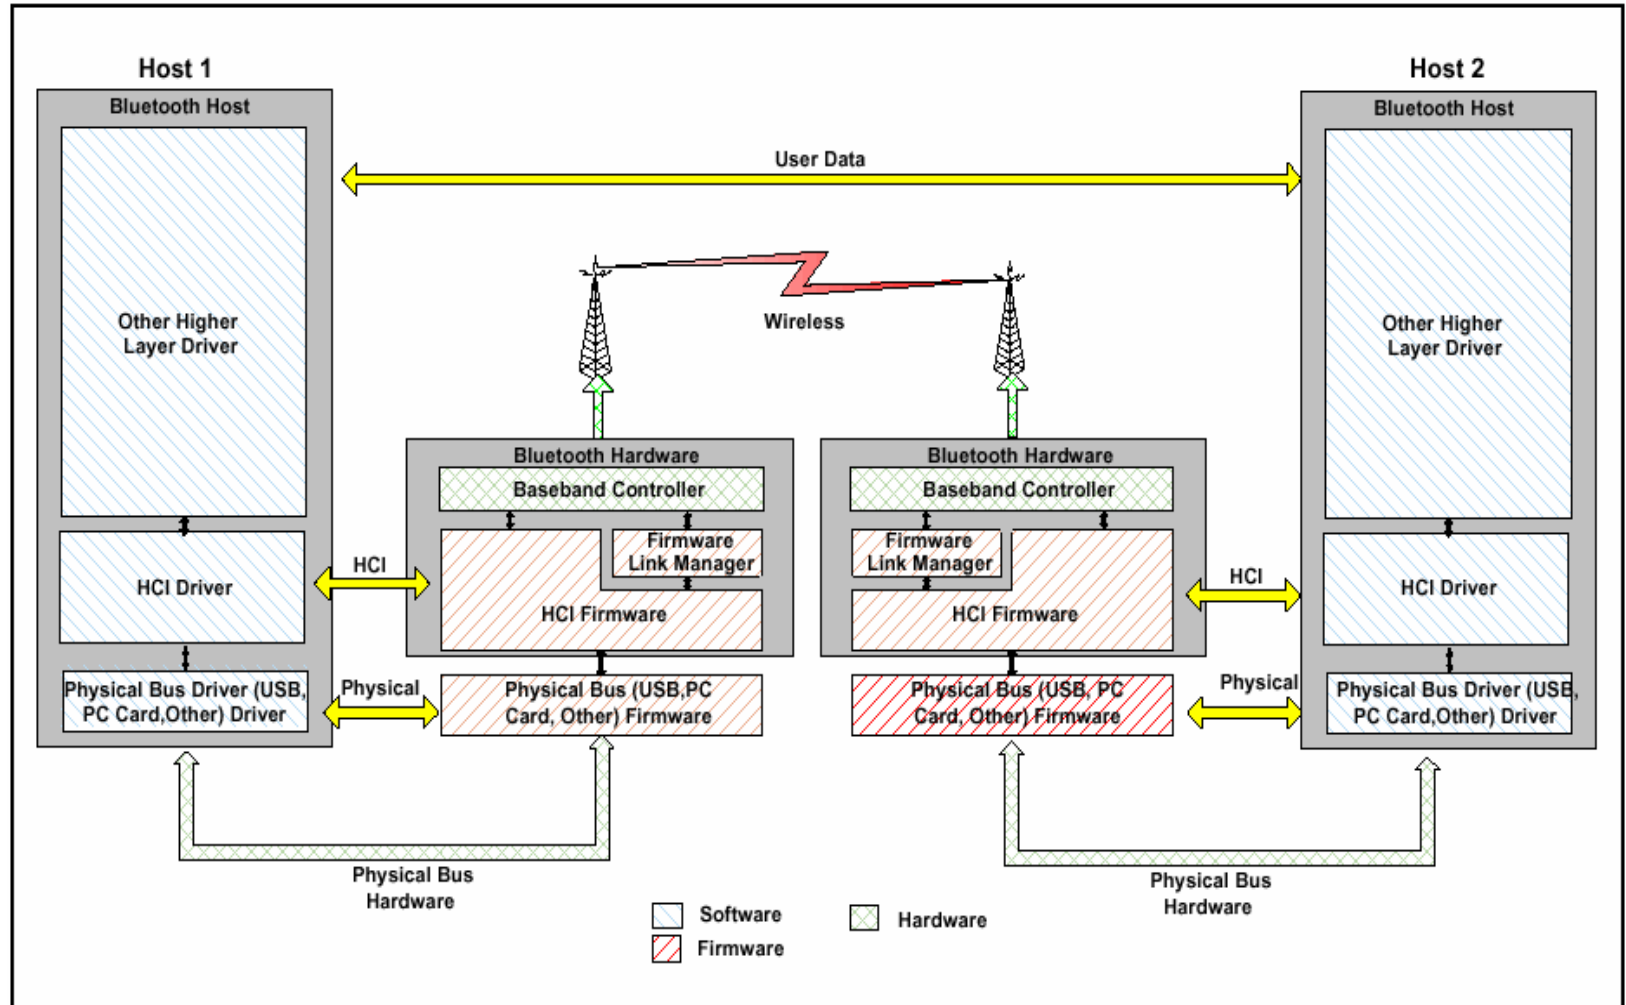 Host 1
Host 2
Bluetooth Host
Bluetooth Host
User Data
Other Higher
Layer Driver
Wireless
Other Higher
Layer Driver
Bluetooth Hardware
Baseband Controller
Bluetooth Hardware
Baseband Controller
HCI Driver
HCI
Firmware
Link Manager
HCI Firmware
Firmware
Link Manager
HCI Firmware
HCI
HCI Driver
Physical Bus Driver (USB,
PC Card,Other) Driver
Physical
Physical Bus (USB,PC
Card, Other) Firmware
Physical Bus (USB, PC
Card, Other) Firmware
Physical
Physical Bus Driver (USB,
PC Card,Other) Driver
Physical Bus
Hardware
Physical Bus
Hardware
Software
Hardware
Firmware